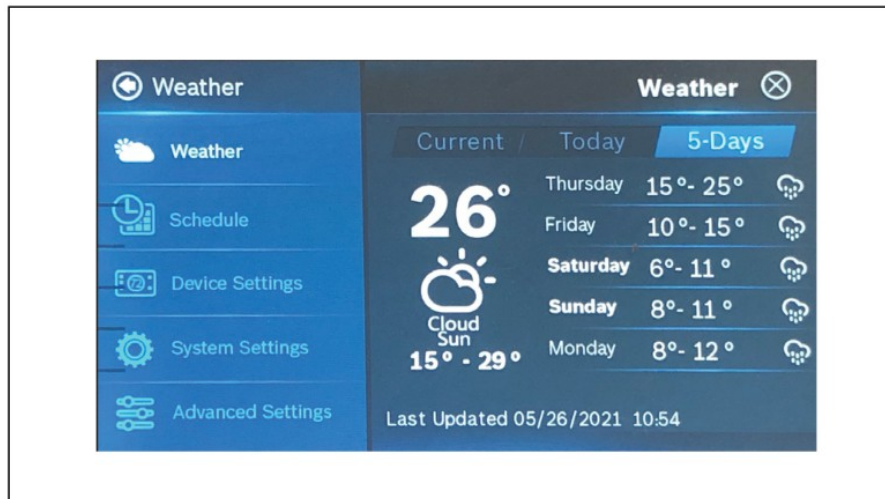 Weather
Weather
Schedule
72
Device Settings
System Settings
Advanced Settings
Weather
Current / Today 5-Days
26°
Cloud
Sun
15° - 29°
Thursday 15°- 25°
Friday 10°- 15°
Saturday 6°- 11°
Sunday 8°- 11°
Monday 8°- 12°
Last Updated 05/26/2021 10:54